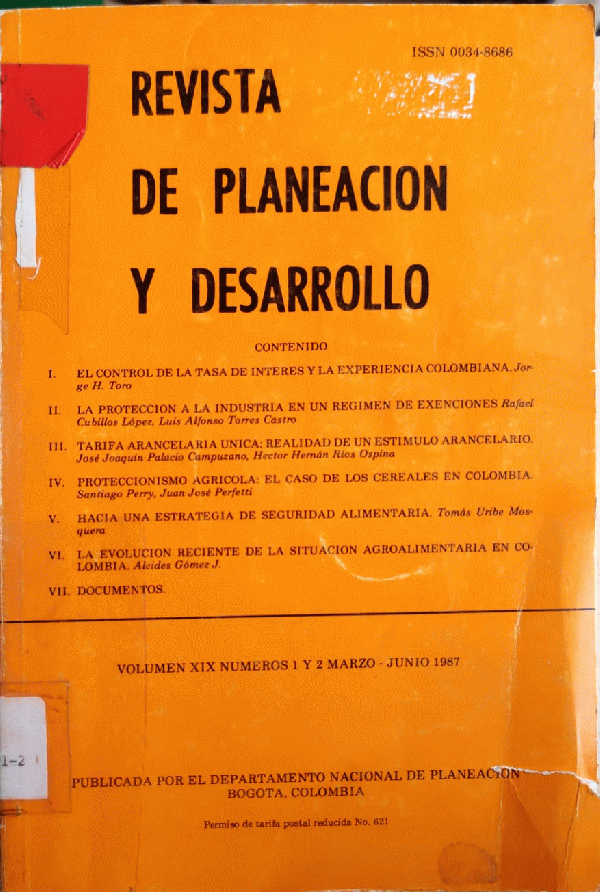 ISSN 0034-8686
REVISTA
DE PLANEACION
Y DESARROLLO
CONTENIDO
I. EL CONTROL DE LA TASA DE INTERES Y LA EXPERIENCIA COLOMBIANA. Jor-
ge H. Toro
II. LA PROTECCION A LA INDUSTRIA EN UN REGIMEN DE EXENCIONES Rafael
Cubillos López, Luis Alfonso Torres Castro
III. TARIFA ARANCELARIA UNICA: REALIDAD DE UN ESTIMULO ARANCELARIO.
José Joaquín Palacio Campuzano, Hector Hernán Ríos Ospina
IV. PROTECCIONISMO AGRICOLA: EL CASO DE LOS CEREALES EN COLOMBIA.
Santiago Perry, Juan José Perfetti
V. HACIA UNA ESTRATEGIA DE SEGURIDAD ALIMENTARIA. Tomás Uribe Mos-
quera
VI. LA EVOLUCION RECIENTE DE LA SITUACION AGROALIMENTARIA EN CO-
LOMBIA. Alcides Gómez J.
VII. DOCUMENTOS.
VOLUMEN XIX NUMEROS 1 Y 2 MARZO - JUNIO 1987
1-2
PUBLICADA POR EL DEPARTAMENTO NACIONAL DE PLANEACION
BOGOTA, COLOMBIA
Permiso de tarifa postal reducida No. 621